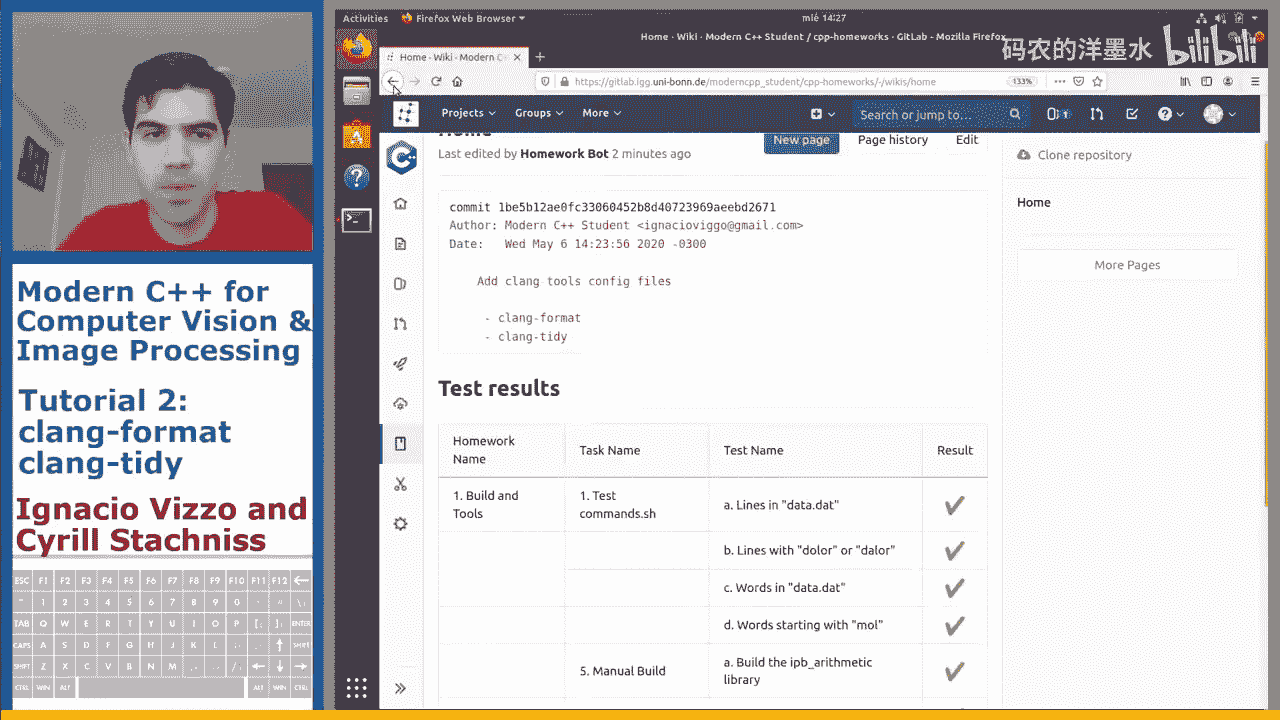 Activities
Firefox Web Browser
mié 14:27
Home · Wiki · Modern C++ Student / cpp-homeworks · GitLab - Mozilla Firefox
码农的洋墨水
bilibili
Home · Wiki · Modern C+
https://gitlab.igg.uni-bonn.de/moderncpp_student/cpp-homeworks/-/wikis/home
133%
Projects
Groups
More
Search or jump to…
1
Home
New page
Page history
Edit
Last edited by Homework Bot 2 minutes ago
Clone repository
Home
More Pages
commit 1be5b12ae0fc33060452b8d40723969aeebd2671
Author: Modern C++ Student <ignacioviggo@gmail.com>
Date: Wed May 6 14:23:56 2020 -0300
Add clang tools config files
- clang-format
- clang-tidy
Test results
Homework Name
Task Name
Test Name
Result
1. Build and Tools
1. Test commands.sh
a. Lines in "data.dat"
b. Lines with "dolor" or "dalor"
c. Words in "data.dat"
d. Words starting with "mol"
5. Manual Build
a. Build the ipb_arithmetic library
Modern C++ for
Computer Vision &
Image Processing
Tutorial 2:
clang-format
clang-tidy
Ignacio Vizzo and
Cyrill Stachniss
ESC F1 F2 F3 F4 F5 F6 F7 F8 F9 F10 F11 F12
1 2 3 4 5 6 7 8 9 0
TAB Q W E R T Y U I O P ENTER
CAPS A S D F G H J K L SHIFT
SHIFT Z X C V B N M
CTRL WIN ALT ALT WIN CTRL